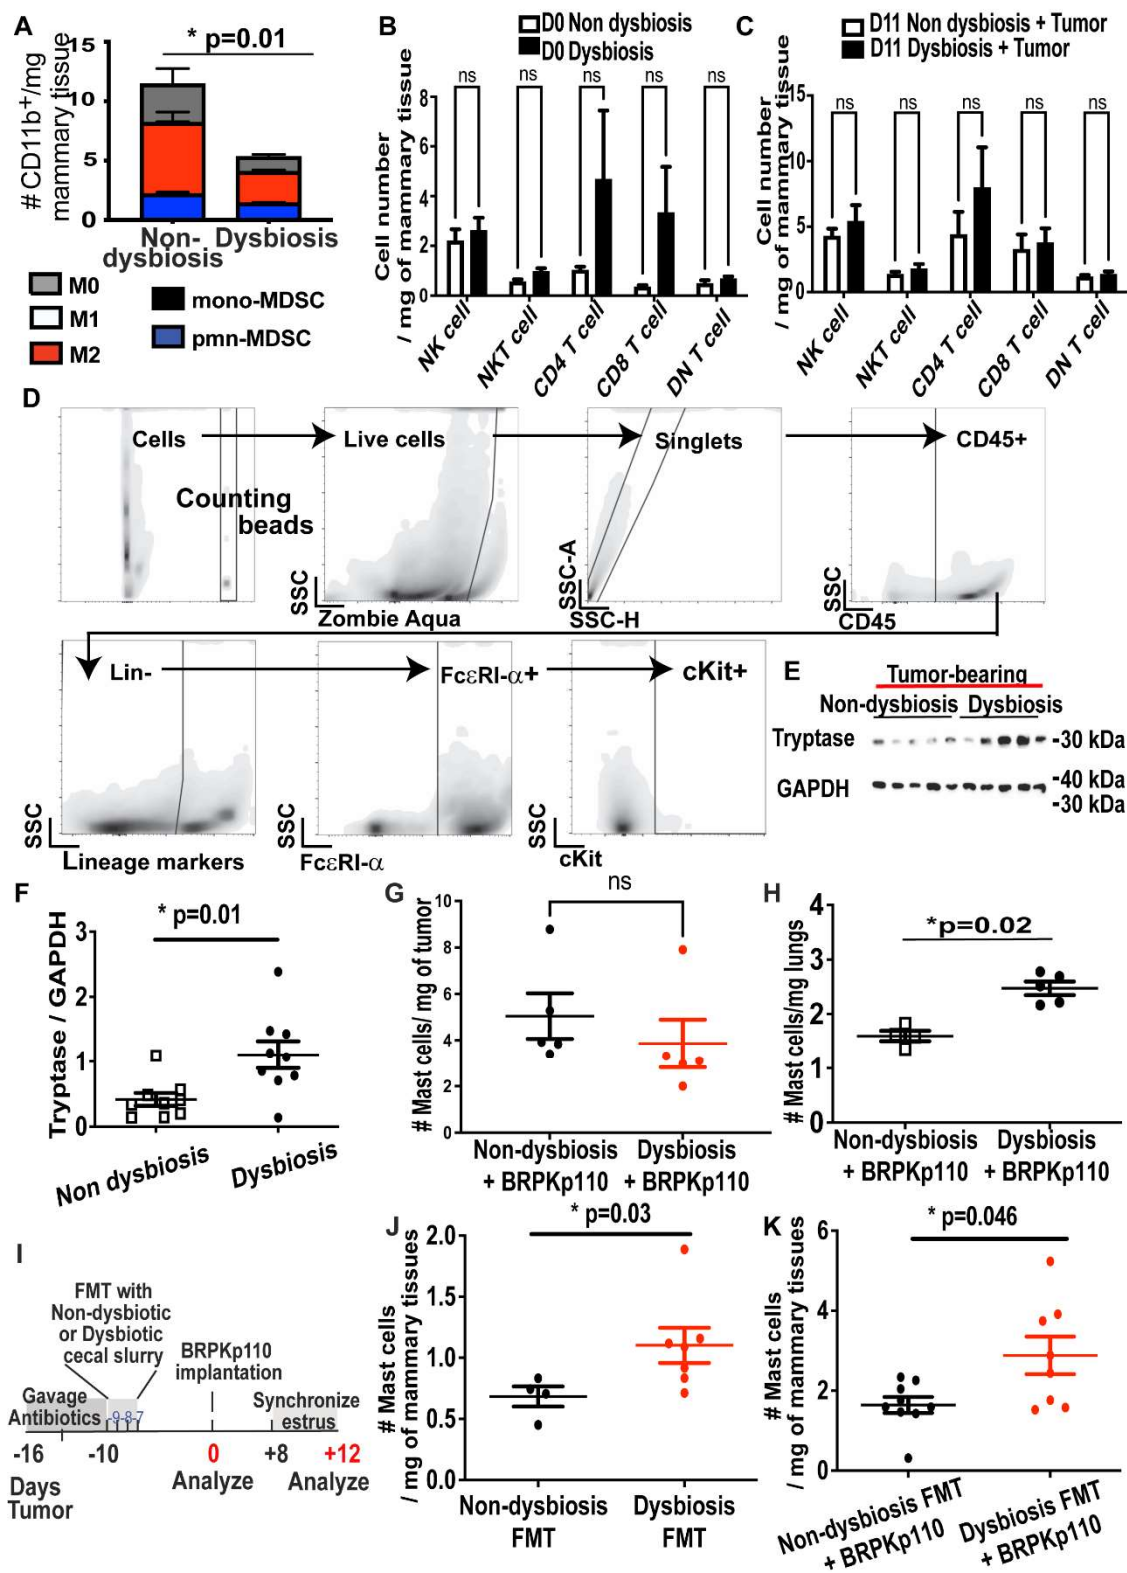 A
* p=0.01
# CD11b⁺/mg
mammary tissue
15
10
5
0
Non-
dysbiosis
Dysbiosis
M0
M1
M2
mono-MDSC
pmn-MDSC
B
D0 Non dysbiosis
D0 Dysbiosis
ns
ns
ns
ns
ns
Cell number
/ mg of mammary tissue
8
6
4
2
0
NK cell
NKT cell
CD4 T cell
CD8 T cell
DN T cell
C
D11 Non dysbiosis + Tumor
D11 Dysbiosis + Tumor
ns
ns
ns
ns
ns
Cell number
/ mg of mammary tissue
15
10
5
0
NK cell
NKT cell
CD4 T cell
CD8 T cell
DN T cell
D
Cells
Counting
beads
Live cells
SSC
Zombie Aqua
Singlets
SSC-A
SSC-H
CD45+
SSC
CD45
Lin-
SSC
Lineage markers
FcεRI-α+
SSC
FcεRI-α
cKit+
SSC
cKit
E
Tumor-bearing
Non-dysbiosis
Dysbiosis
Tryptase
-30 kDa
GAPDH
-40 kDa
-30 kDa
F
* p=0.01
Tryptase / GAPDH
3
2
1
0
Non dysbiosis
Dysbiosis
G
ns
# Mast cells/ mg of tumor
10
8
6
4
2
0
Non-dysbiosis
+ BRPKp110
Dysbiosis
+ BRPKp110
H
*p=0.02
# Mast cells/mg lungs
4
3
2
1
0
Non-dysbiosis
+ BRPKp110
Dysbiosis
+ BRPKp110
I
FMT with
Non-dysbiotic
or Dysbiotic
cecal slurry
BRPKp110
implantation
Gavage
Antibiotics
-9-8-7
Synchronize
estrus
-16
-10
0
+8
+12
Days
Tumor
Analyze
Analyze
J
* p=0.03
# Mast cells
/ mg of mammary tissues
2.0
1.5
1.0
0.5
0.0
Non-dysbiosis
FMT
Dysbiosis
FMT
K
* p=0.046
# Mast cells
/ mg of mammary tissues
6
4
2
0
Non-dysbiosis FMT
+ BRPKp110
Dysbiosis FMT
+ BRPKp110